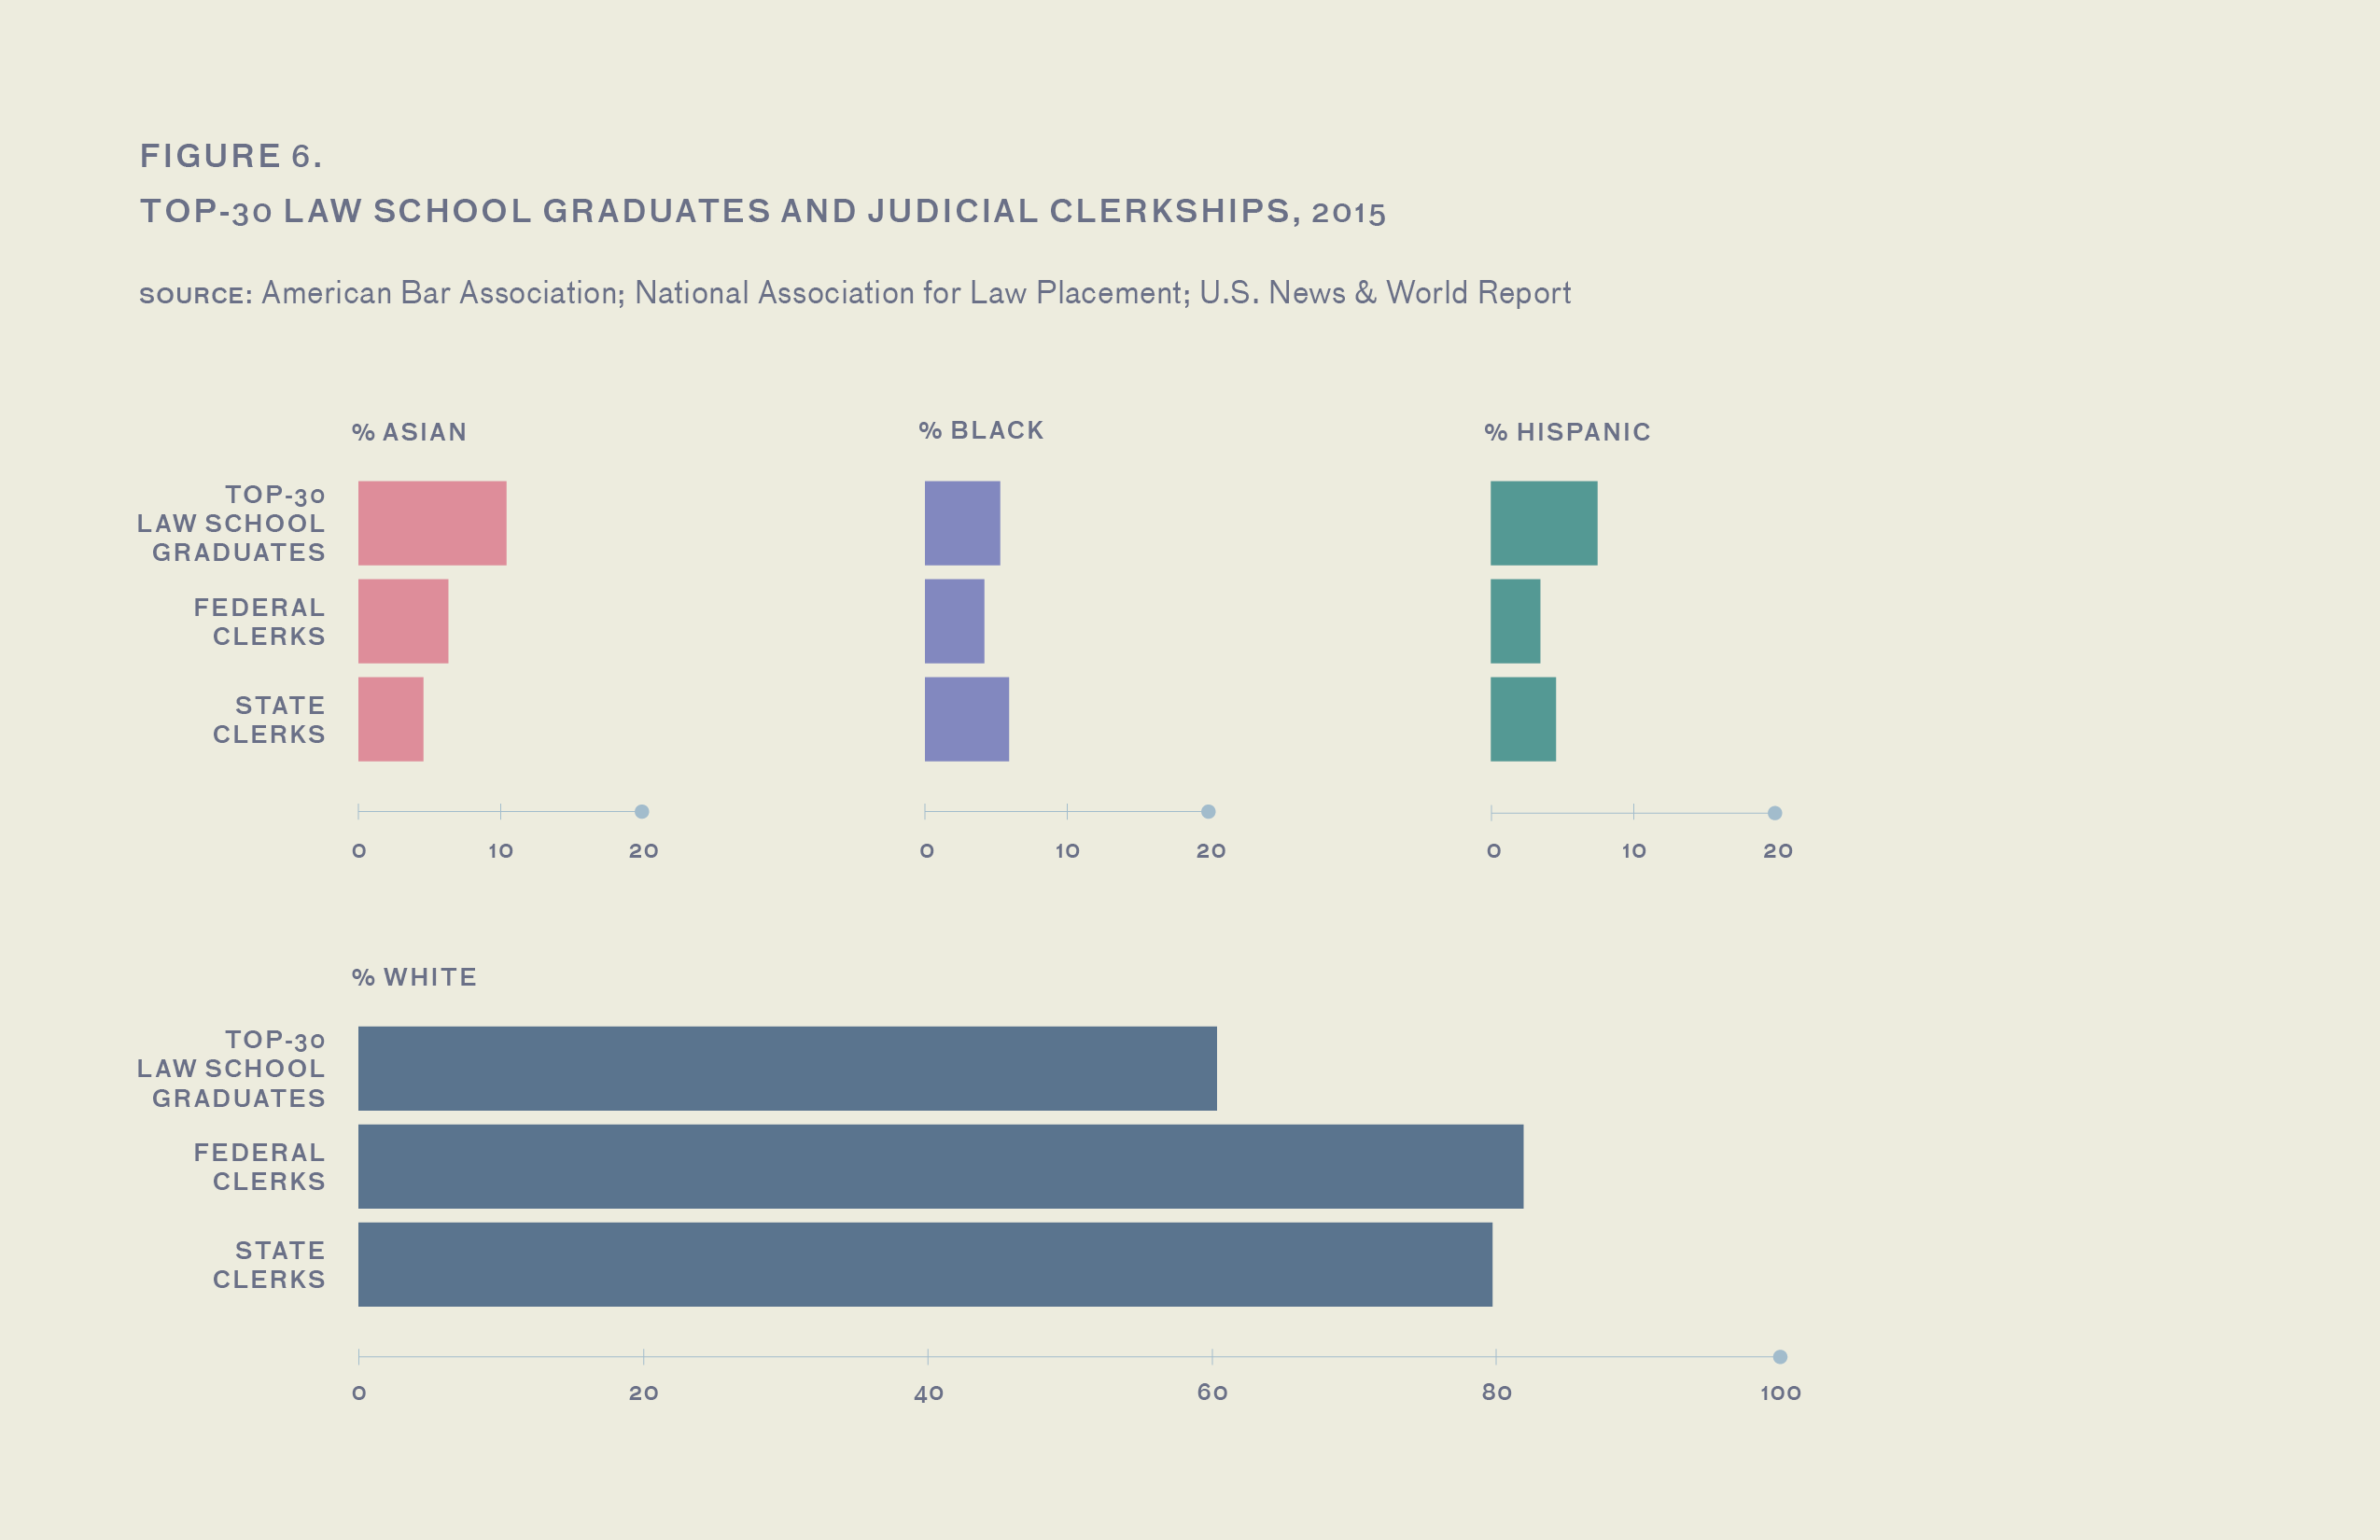 FIGURE 6.
TOP-30 LAW SCHOOL GRADUATES AND JUDICIAL CLERKSHIPS, 2015
SOURCE: American Bar Association; National Association for Law Placement; U.S. News & World Report
% ASIAN
% BLACK
% HISPANIC
TOP-30
LAW SCHOOL
GRADUATES
FEDERAL
CLERKS
STATE
CLERKS
0 10 20
0 10 20
0 10 20
% WHITE
TOP-30
LAW SCHOOL
GRADUATES
FEDERAL
CLERKS
STATE
CLERKS
0 20 40 60 80 100